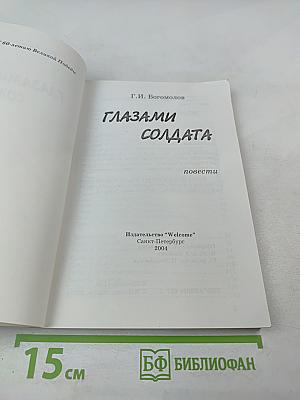 60-летию Великой Победы
Г.И. Богомолов
ГЛАЗАМИ
СОЛДАТА
повести
Издательство "Welcome"
Санкт-Петербург
2004
15 см
БФ БИБЛИОФАН